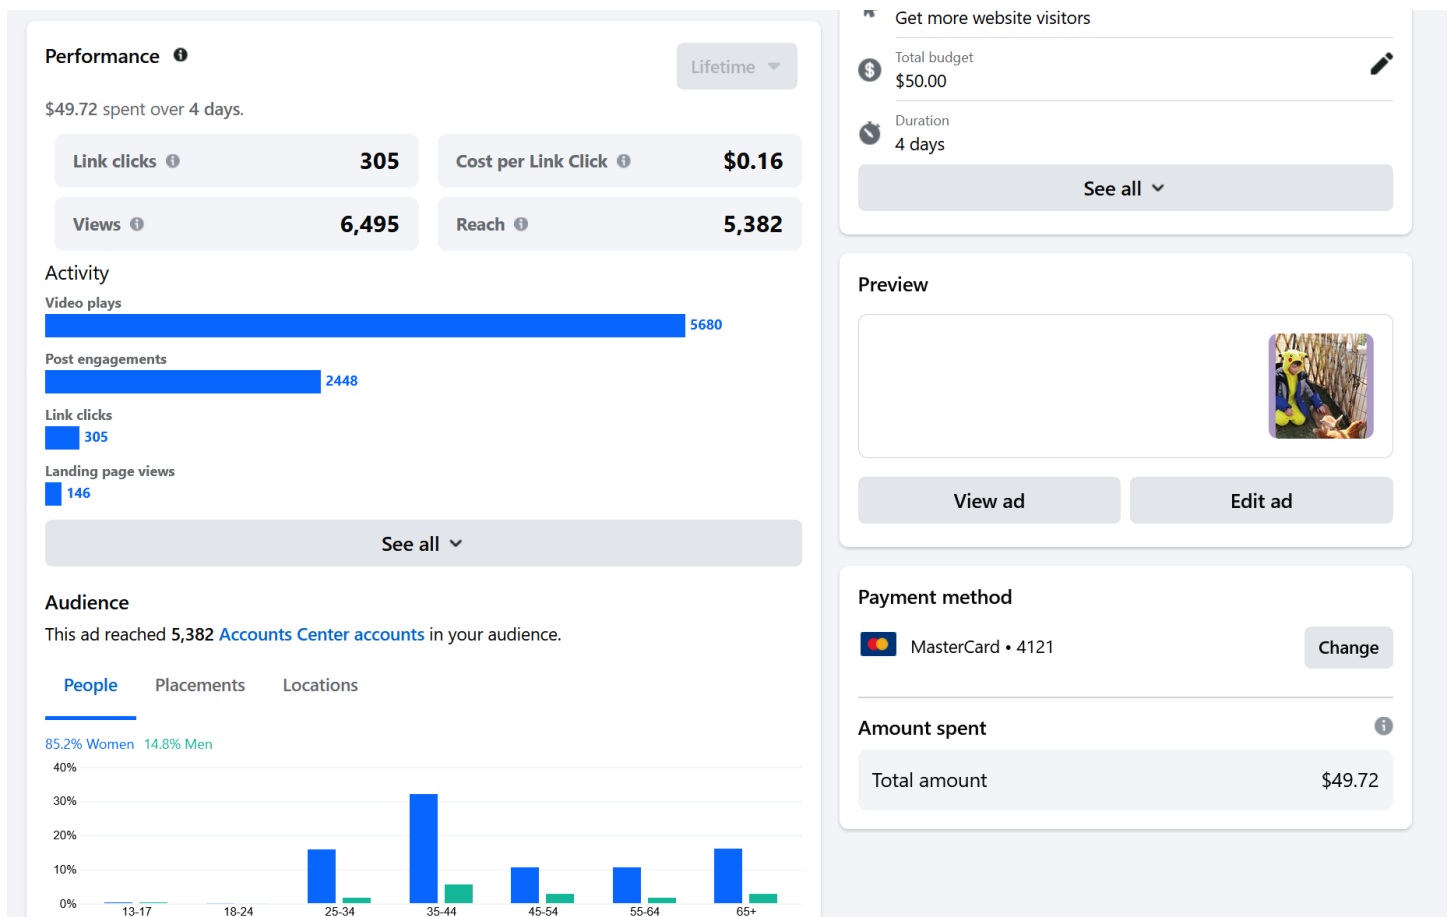 Performance
Lifetime
$49.72 spent over 4 days.
Link clicks 305
Cost per Link Click $0.16
Views 6,495
Reach 5,382
Activity
Video plays
5680
Post engagements
2448
Link clicks
305
Landing page views
146
See all
Audience
This ad reached 5,382 Accounts Center accounts in your audience.
People Placements Locations
85.2% Women 14.8% Men
40%
30%
20%
10%
0%
13-17 18-24 25-34 35-44 45-54 55-64 65+
Get more website visitors
Total budget
$50.00
Duration
4 days
See all
Preview
View ad
Edit ad
Payment method
MasterCard • 4121
Change
Amount spent
Total amount $49.72